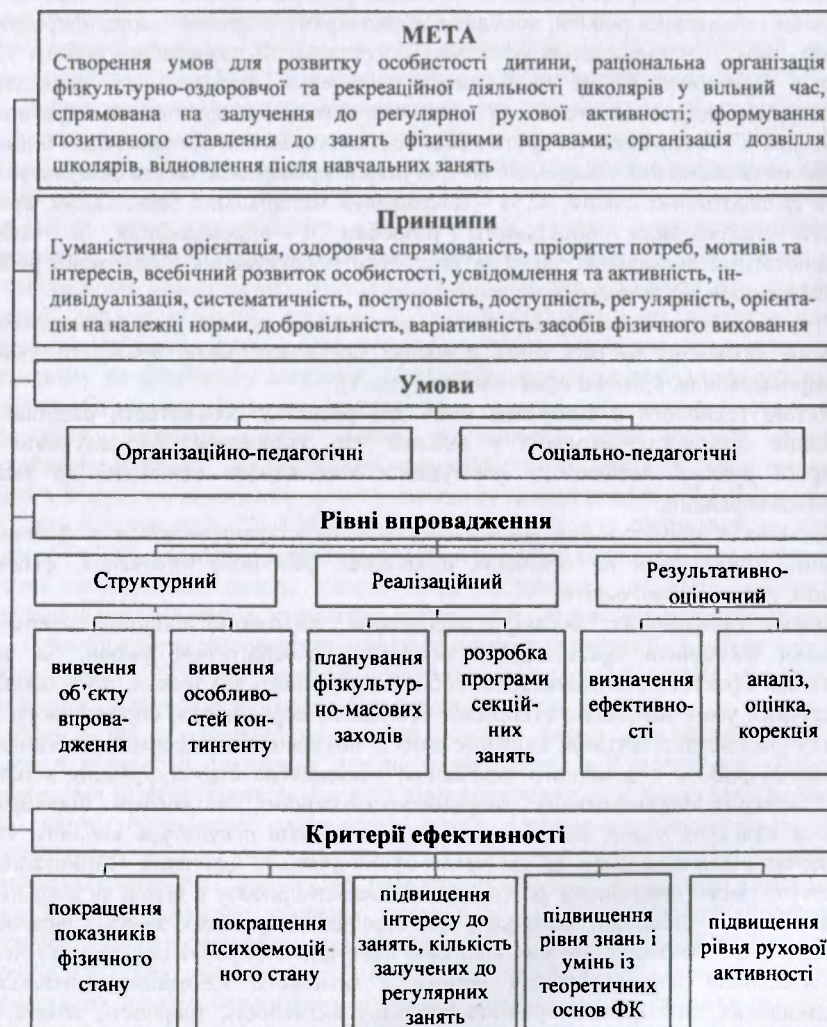 МЕТА
Створення умов для розвитку особистості дитини, раціональна організація
фізкультурно-оздоровчої та рекреаційної діяльності школярів у вільний час,
спрямована на залучення до регулярної рухової активності; формування
позитивного ставлення до занять фізичними вправами; організація дозвілля
школярів, відновлення після навчальних занять
Принципи
Гуманістична орієнтація, оздоровча спрямованість, пріоритет потреб, мотивів та
інтересів, всебічний розвиток особистості, усвідомлення та активність, ін-
дивідуалізація, систематичність, поступовість, доступність, регулярність, орієнта-
ція на належні норми, добровільність, варіативність засобів фізичного виховання
Умови
Організаційно-педагогічні
Соціально-педагогічні
Рівні впровадження
Структурний
Реалізаційний
Результативно-
оціночний
вивчення
об'єкту
впрова-
дження
вивчення
особливо-
стей кон-
тингенту
планування
фізкультур-
но-масових
заходів
розробка
програми
секцій-
них
занять
визначення
ефективно-
сті
аналіз,
оцінка,
корекція
Критерії ефективності
покращення
показників
фізичного
стану
покращення
психоемоцій-
ного стану
підвищення
інтересу до
занять, кількість
залучених до
регулярних
занять
підвищення
рівня знань і
умінь із
теоретичних
основ ФК
підвищення
рівня рухової
активності